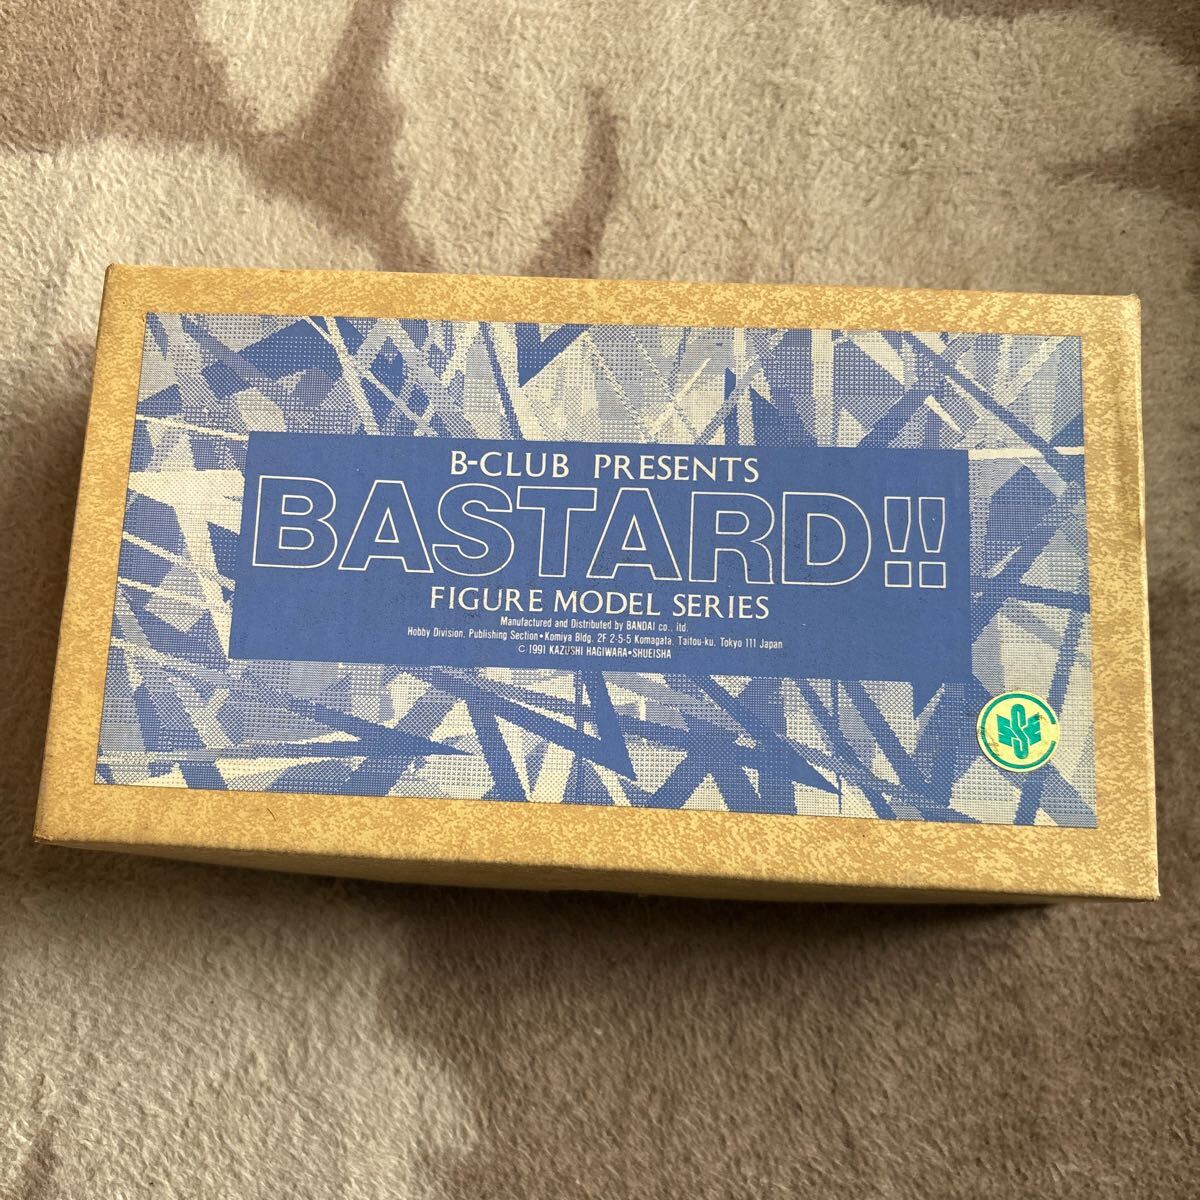 B-CLUB PRESENTS
BASTARD!!
FIGURE MODEL SERIES
Manufactured and Distributed by BANDAI co., ltd.
Hobby Division. Publishing Section•Komiya Bldg. 2F 2-5-5 Komagata. Taitou-ku. Tokyo 111 Japan
C 1991 KAZUSHI HAGIWARA•SHUEISHA